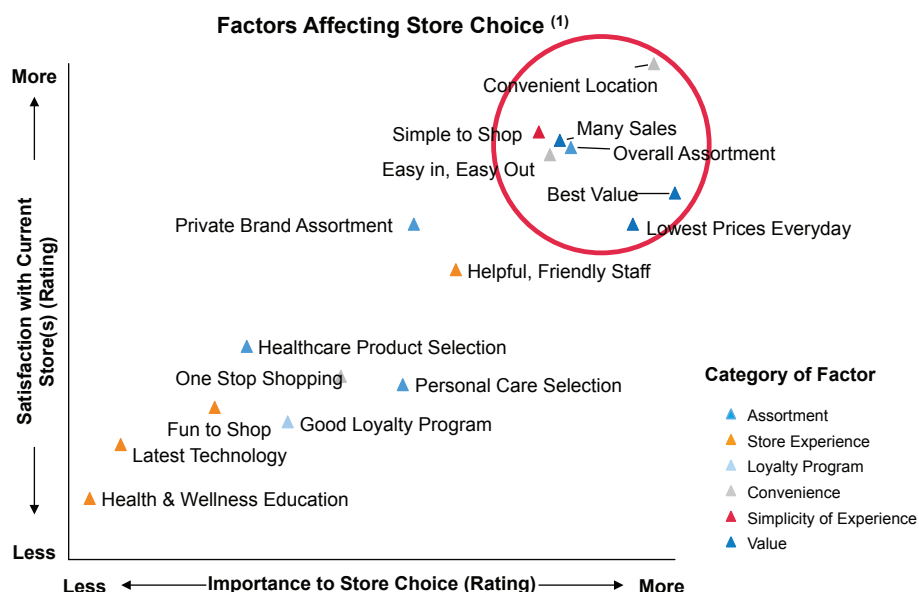 Factors Affecting Store Choice (1)
More
Convenient Location
Simple to Shop
Many Sales
Overall Assortment
Easy in, Easy Out
Best Value
Private Brand Assortment
Lowest Prices Everyday
Helpful, Friendly Staff
Satisfaction with Current
Store(s) (Rating)
Healthcare Product Selection
One Stop Shopping
Personal Care Selection
Fun to Shop
Good Loyalty Program
Latest Technology
Health & Wellness Education
Category of Factor
Assortment
Store Experience
Loyalty Program
Convenience
Simplicity of Experience
Value
Less
Less
Importance to Store Choice (Rating)
More